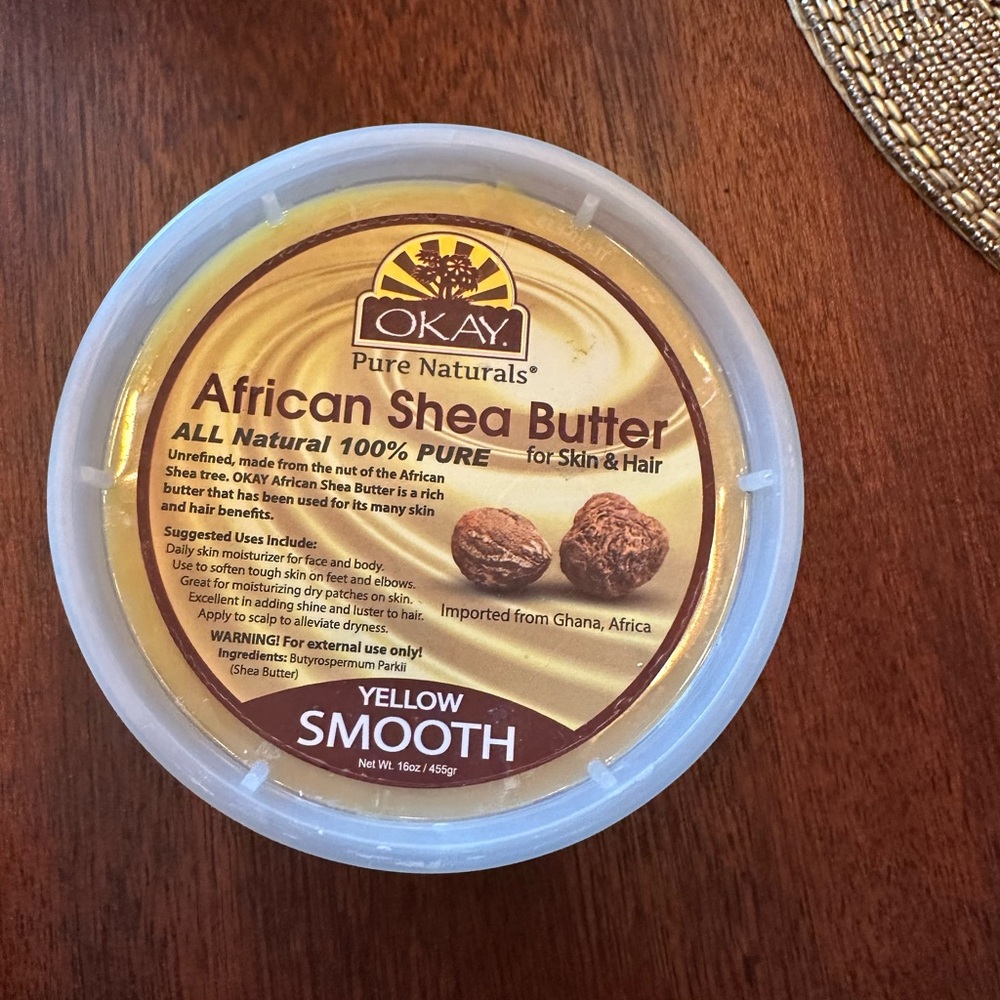 OKAY.
Pure Naturals®
African Shea Butter
ALL Natural 100% PURE
for Skin & Hair
Unrefined, made from the nut of the African
Shea tree. OKAY African Shea Butter is a rich
butter that has been used for its many skin
and hair benefits.
Suggested Uses Include:
Daily skin moisturizer for face and body.
Use to soften tough skin on feet and elbows.
Great for moisturizing dry patches on skin.
Excellent in adding shine and luster to hair.
Apply to scalp to alleviate dryness.
Imported from Ghana, Africa
WARNING! For external use only!
Ingredients: Butyrospermum Parkii
(Shea Butter)
YELLOW
SMOOTH
Net Wt. 16oz / 455gr